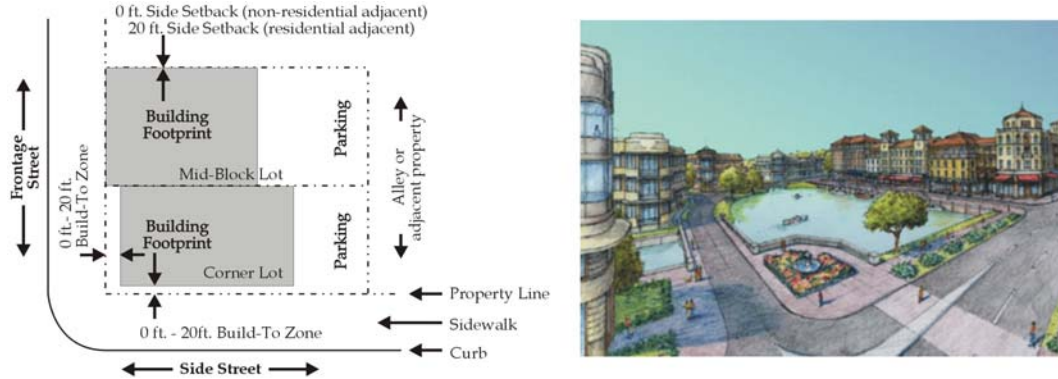 0 ft. Side Setback (non-residential adjacent)
20 ft. Side Setback (residential adjacent)
Frontage
Street
0 ft.- 20 ft.
Build-To Zone
Building
Footprint
Mid-Block Lot
Parking
Alley or
adjacent property
Building
Footprint
Corner Lot
Parking
Property Line
Sidewalk
Curb
0 ft. - 20ft. Build-To Zone
Side Street